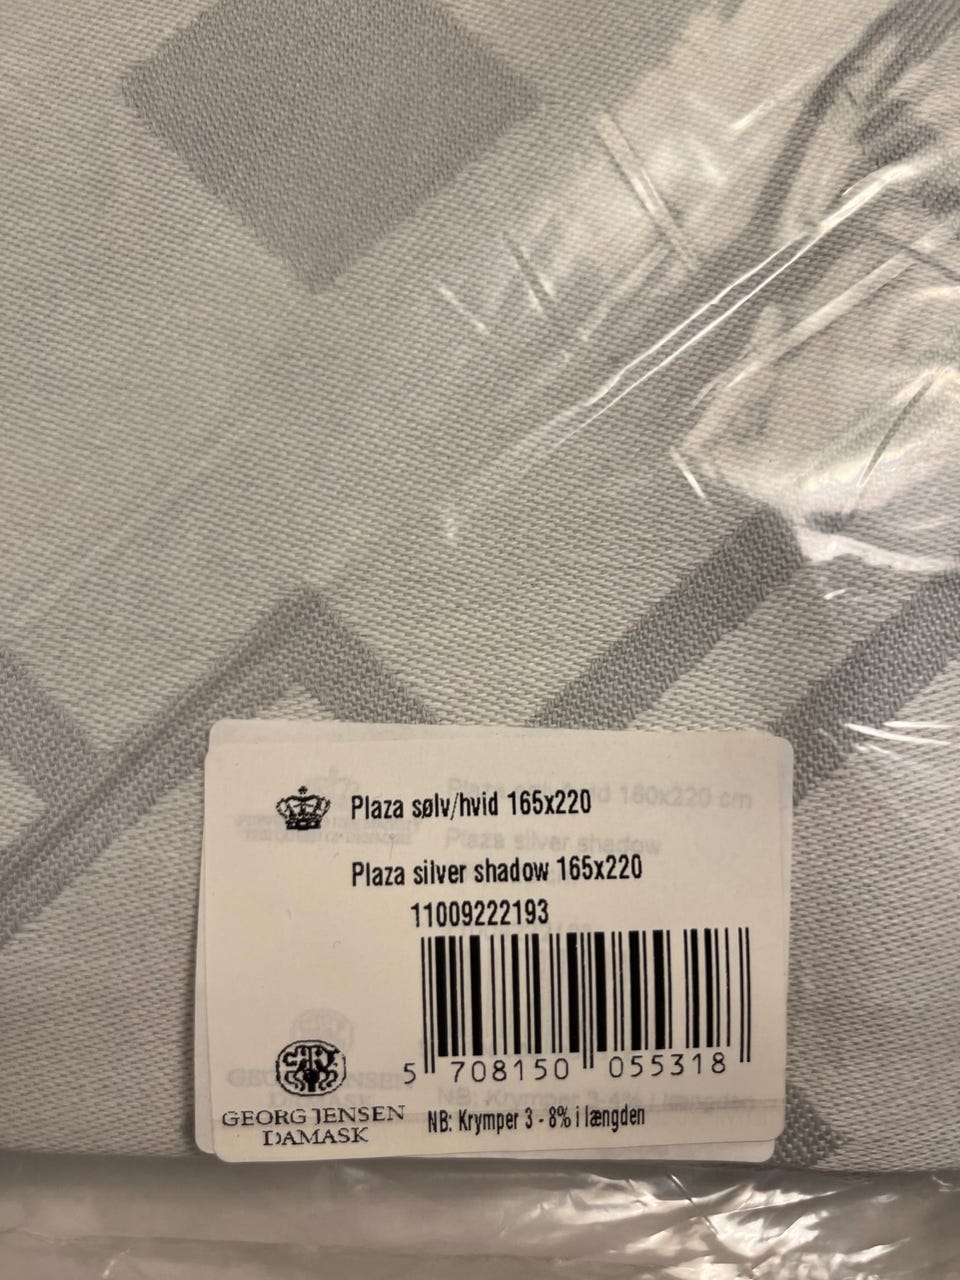 Plaza sølv/hvid 165x220
Plaza silver shadow 165x220
11009222193
5 708150 055318
GEORG JENSEN
DAMASK
NB: Krymper 3 - 8% i længden